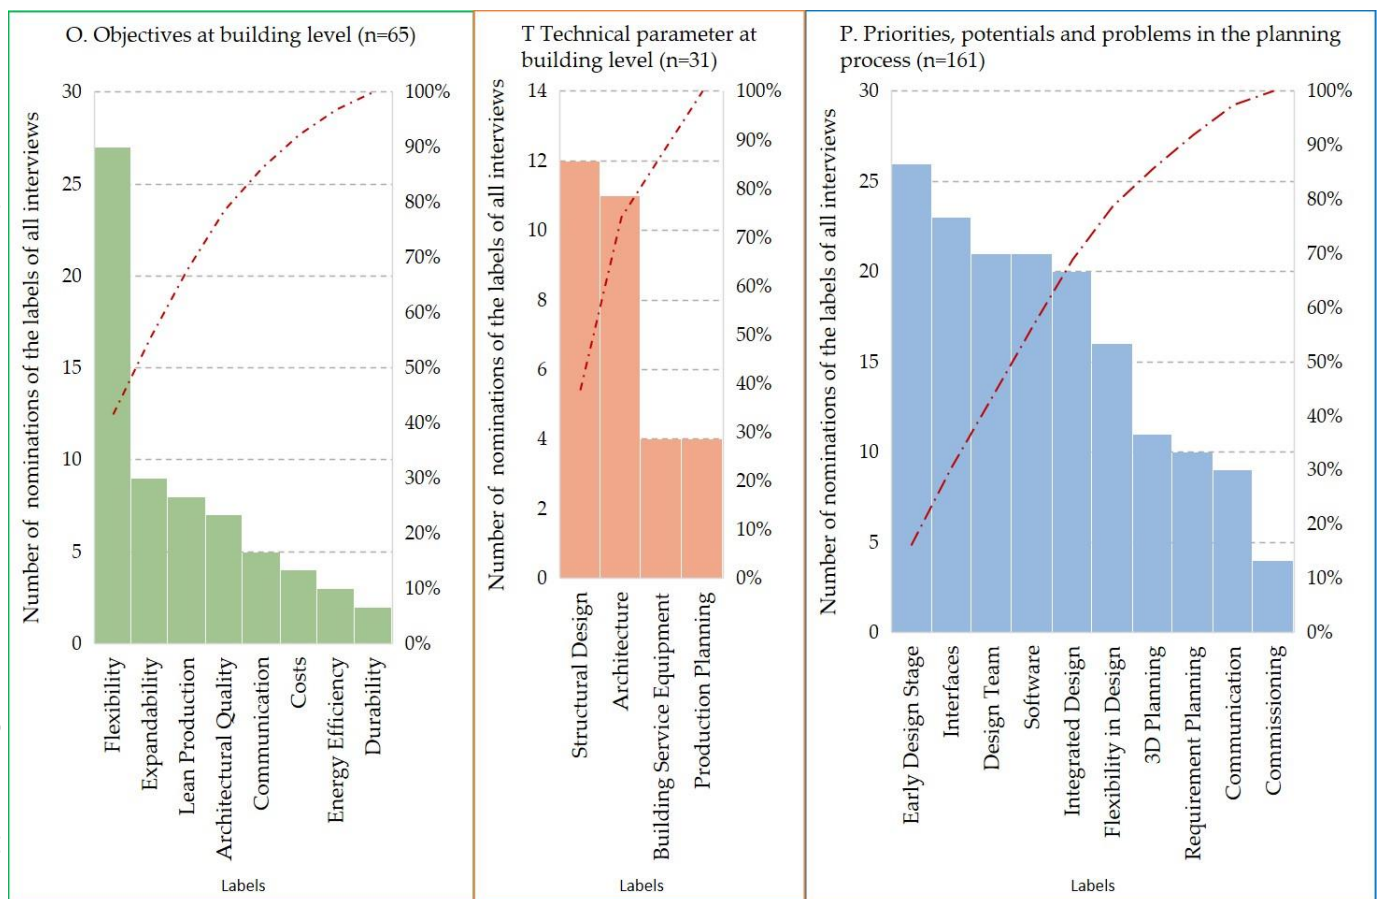 O. Objectives at building level (n=65)
Number of nominations of the labels of all interviews
30
25
20
15
10
5
0
100%
90%
80%
70%
60%
50%
40%
30%
20%
10%
0%
Flexibility
Expandability
Lean Production
Architectural Quality
Communication
Costs
Energy Efficiency
Durability
Labels
T Technical parameter at
building level (n=31)
Number of nominations of the labels of all interviews
14
12
10
8
6
4
2
0
100%
90%
80%
70%
60%
50%
40%
30%
20%
10%
0%
Structural Design
Architecture
Building Service Equipment
Production Planning
Labels
P. Priorities, potentials and problems in the planning
process (n=161)
Number of nominations of the labels of all interviews
30
25
20
15
10
5
0
100%
90%
80%
70%
60%
50%
40%
30%
20%
10%
0%
Early Design Stage
Interfaces
Design Team
Software
Integrated Design
Flexibility in Design
3D Planning
Requirement Planning
Communication
Commissioning
Labels